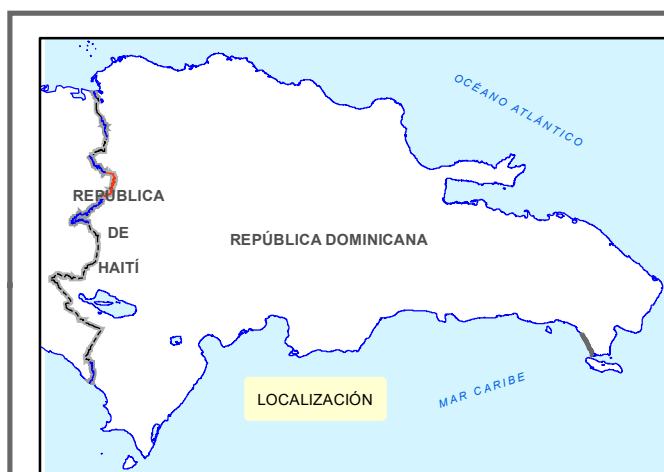 OCÉANO ATLÁNTICO
REPÚBLICA
DE
HAITÍ
REPÚBLICA DOMINICANA
LOCALIZACIÓN
MAR CARIBE